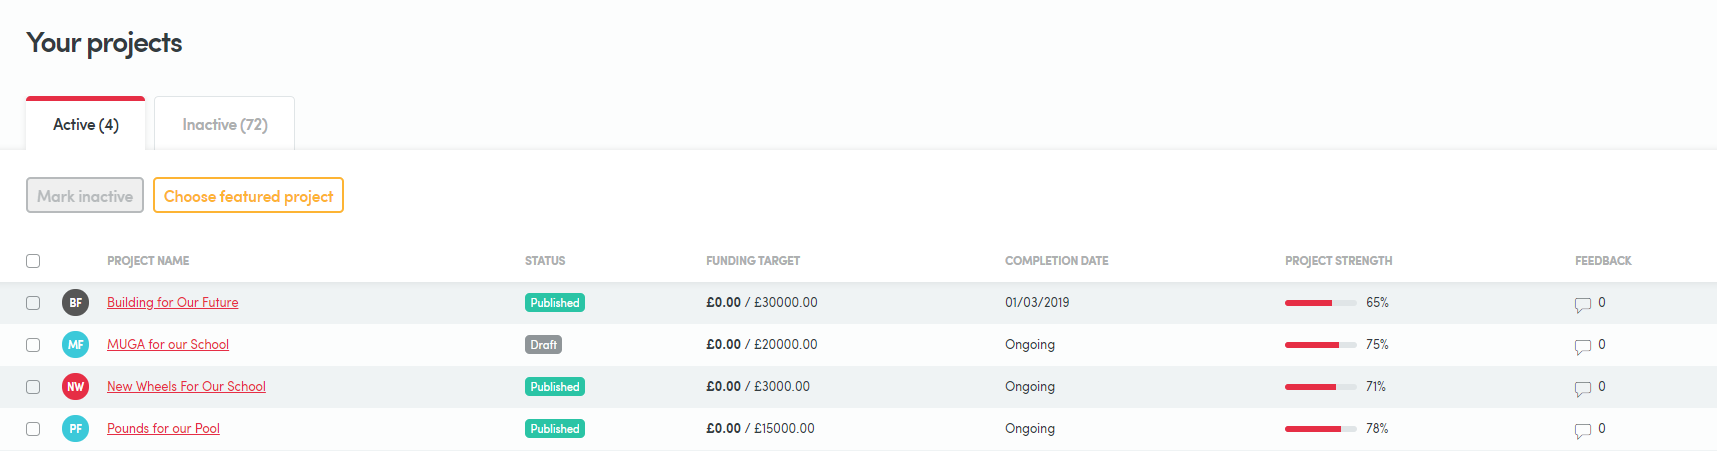 Your projects
Active (4) Inactive (72)
Mark inactive Choose featured project
PROJECT NAME STATUS FUNDING TARGET COMPLETION DATE PROJECT STRENGTH FEEDBACK
BF Building for Our Future Published £0.00 / £30000.00 01/03/2019 65% 0
MF MUGA for our School Draft £0.00 / £20000.00 Ongoing 75% 0
NW New Wheels For Our School Published £0.00 / £3000.00 Ongoing 71% 0
PF Pounds for our Pool Published £0.00 / £15000.00 Ongoing 78% 0